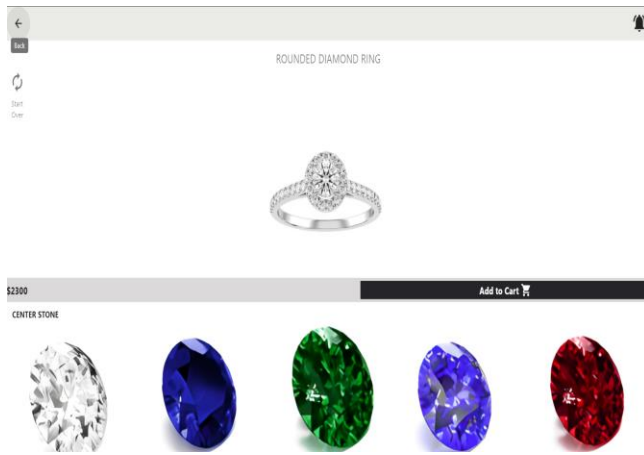 Back
ROUNDED DIAMOND RING
Start
Over
$2300
Add to Cart
CENTER STONE